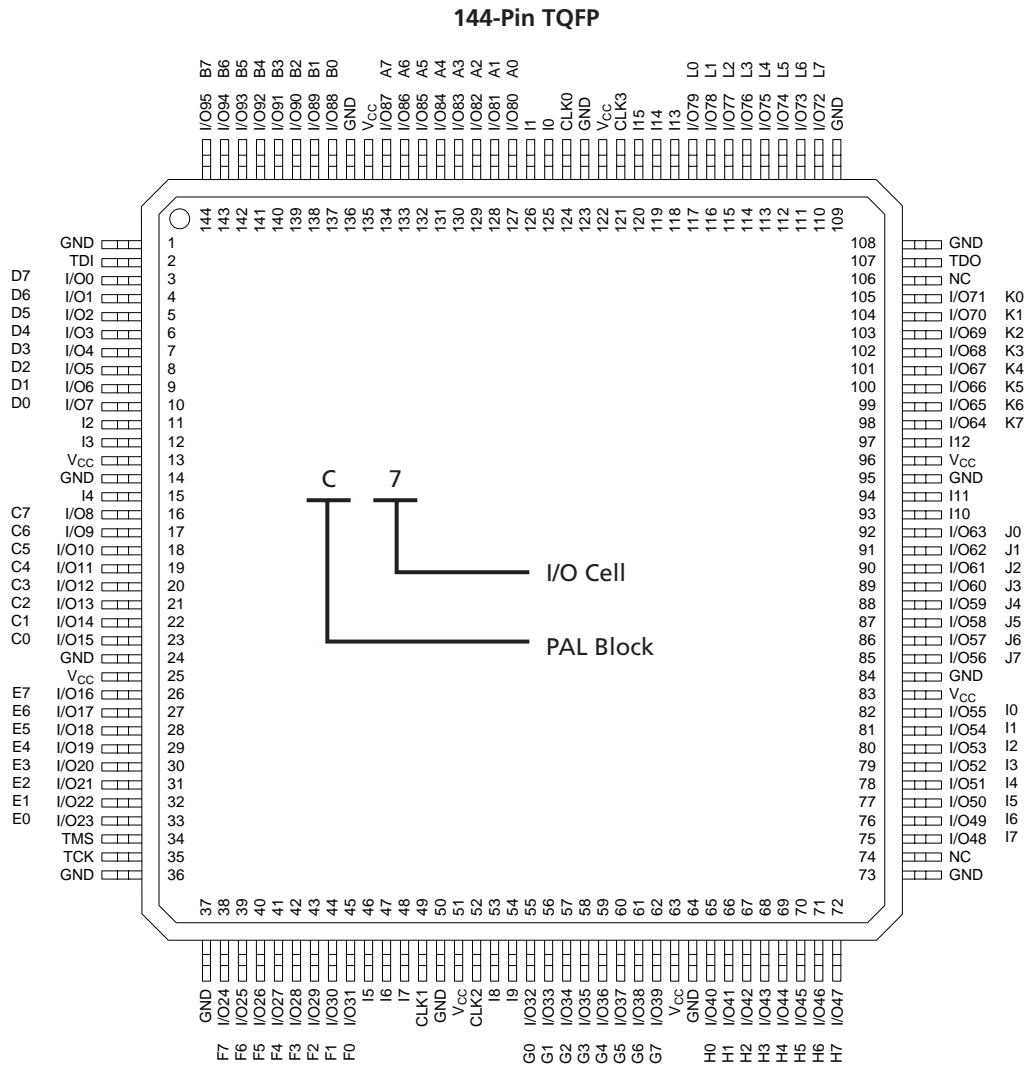 144-Pin TQFP
B7 B6 B5 B4 B3 B2 B1 B0 A7 A6 A5 A4 A3 A2 A1 A0 L0 L1 L2 L3 L4 L5 L6 L7
I/O95 I/O94 I/O93 I/O92 I/O91 I/O90 I/O89 I/O88 GND VCC I/O87 I/O86 I/O85 I/O84 I/O83 I/O82 I/O81 I/O80 I1 I0 CLK0 GND VCC CLK3 I15 I14 I13 I/O79 I/O78 I/O77 I/O76 I/O75 I/O74 I/O73 I/O72 GND
144 143 142 141 140 139 138 137 136 135 134 133 132 131 130 129 128 127 126 125 124 123 122 121 120 119 118 117 116 115 114 113 112 111 110 109
GND 1 108 GND
TDI 2 107 TDO
D7 I/O0 3 106 NC
D6 I/O1 4 105 I/O71 K0
D5 I/O2 5 104 I/O70 K1
D4 I/O3 6 103 I/O69 K2
D3 I/O4 7 102 I/O68 K3
D2 I/O5 8 101 I/O67 K4
D1 I/O6 9 100 I/O66 K5
D0 I/O7 10 99 I/O65 K6
I2 11 98 I/O64 K7
I3 12 97 I12
VCC 13 96 VCC
GND 14 95 GND
I4 15 94 I11
C7 I/O8 16 93 I10
C6 I/O9 17 92 I/O63 J0
C5 I/O10 18 91 I/O62 J1
C4 I/O11 19 90 I/O61 J2
C3 I/O12 20 89 I/O60 J3
C2 I/O13 21 88 I/O59 J4
C1 I/O14 22 87 I/O58 J5
C0 I/O15 23 86 I/O57 J6
GND 24 85 I/O56 J7
VCC 25 84 GND
E7 I/O16 26 83 VCC
E6 I/O17 27 82 I/O55 I0
E5 I/O18 28 81 I/O54 I1
E4 I/O19 29 80 I/O53 I2
E3 I/O20 30 79 I/O52 I3
E2 I/O21 31 78 I/O51 I4
E1 I/O22 32 77 I/O50 I5
E0 I/O23 33 76 I/O49 I6
TMS 34 75 I/O48 I7
TCK 35 74 NC
GND 36 73 GND
C 7
I/O Cell
PAL Block
37 38 39 40 41 42 43 44 45 46 47 48 49 50 51 52 53 54 55 56 57 58 59 60 61 62 63 64 65 66 67 68 69 70 71 72
GND I/O24 I/O25 I/O26 I/O27 I/O28 I/O29 I/O30 I/O31 I5 I6 I7 CLK1 GND VCC CLK2 I8 I9 I/O32 I/O33 I/O34 I/O35 I/O36 I/O37 I/O38 I/O39 VCC GND I/O40 I/O41 I/O42 I/O43 I/O44 I/O45 I/O46 I/O47
F7 F6 F5 F4 F3 F2 F1 F0 G0 G1 G2 G3 G4 G5 G6 G7 H0 H1 H2 H3 H4 H5 H6 H7